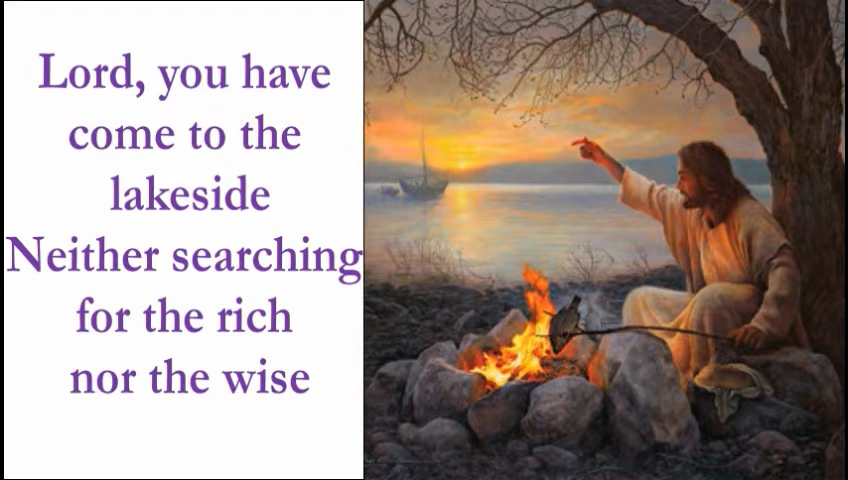 Lord, you have
come to the
lakeside
Neither searching
for the rich
nor the wise